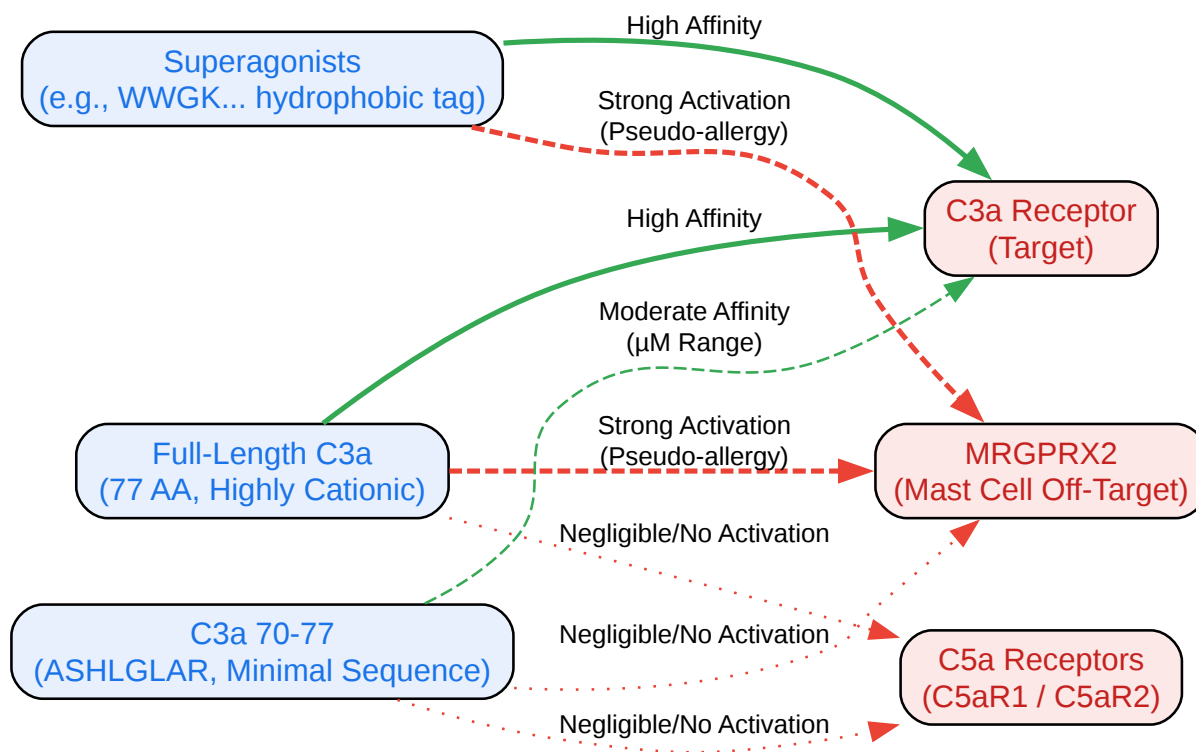 High Affinity
Superagonists
(e.g., WWGK... hydrophobic tag)
Strong Activation
(Pseudo-allergy)
High Affinity
C3a Receptor
(Target)
Moderate Affinity
(µM Range)
Full-Length C3a
(77 AA, Highly Cationic)
Strong Activation
(Pseudo-allergy)
MRGPRX2
(Mast Cell Off-Target)
Negligible/No Activation
C3a 70-77
(ASHLGLAR, Minimal Sequence)
Negligible/No Activation
C5a Receptors
(C5aR1 / C5aR2)
Negligible/No Activation